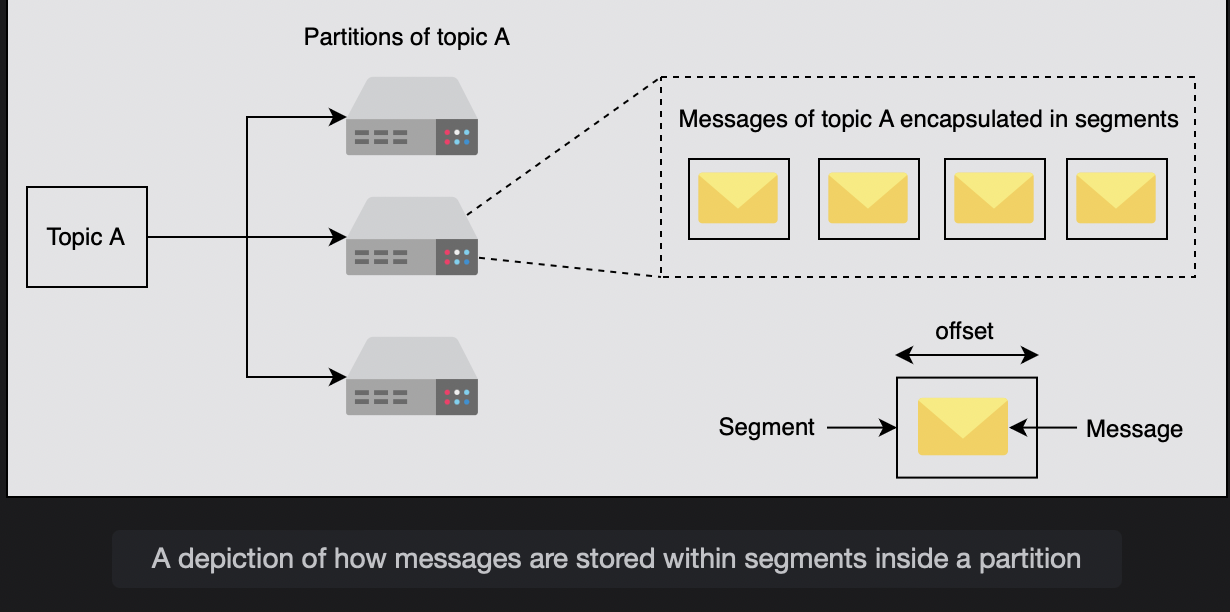 Partitions of topic A
Messages of topic A encapsulated in segments
Topic A
offset
Segment
Message
A depiction of how messages are stored within segments inside a partition